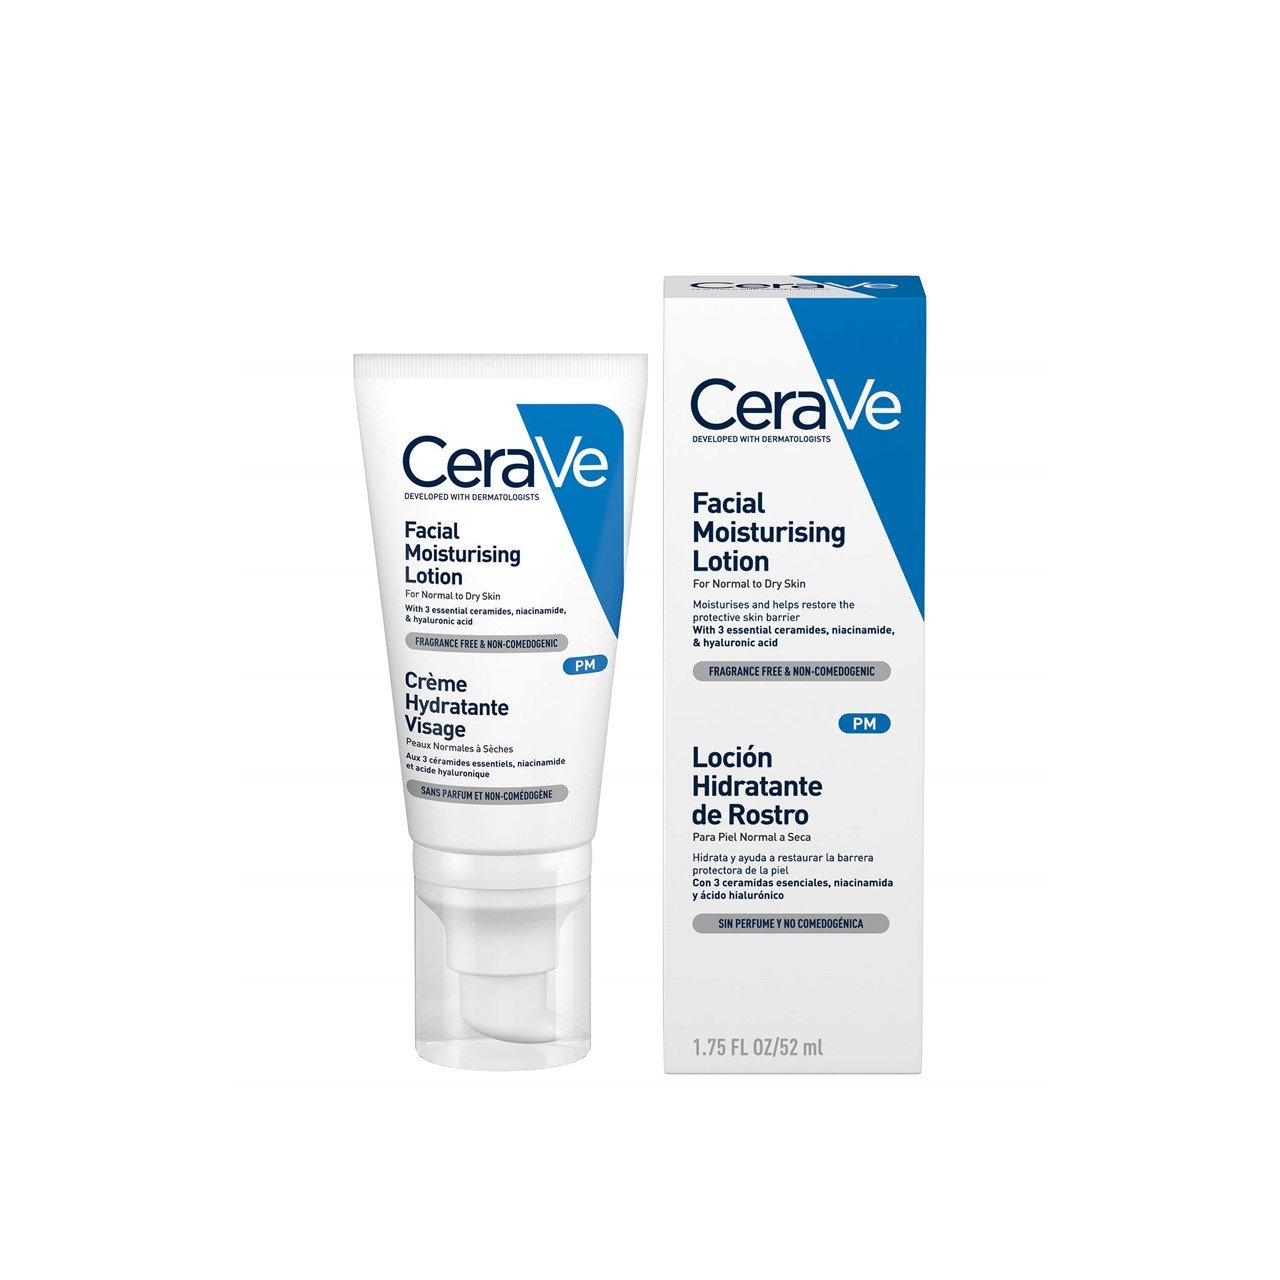 CeraVe
DEVELOPED WITH DERMATOLOGISTS
Facial
Moisturising
Lotion
For Normal to Dry Skin
With 3 essential ceramides, niacinamide,
& hyaluronic acid
FRAGRANCE FREE & NON-COMEDOGENIC
PM
Crème
Hydratante
Visage
Peaux Normales à Sèches
Aux 3 céramides essentiels, niacinamide
et acide hyaluronique
SANS PARFUM ET NON-COMÉDOGÈNE
CeraVe
DEVELOPED WITH DERMATOLOGISTS
CeraVe
DEVELOPED WITH DERMATOLOGISTS
Facial
Moisturising
Lotion
For Normal to Dry Skin
Moisturises and helps restore the
protective skin barrier
With 3 essential ceramides, niacinamide,
& hyaluronic acid
FRAGRANCE FREE & NON-COMEDOGENIC
PM
Loción
Hidratante
de Rostro
Para Piel Normal a Seca
Hidrata y ayuda a restaurar la barrera
protectora de la piel
Con 3 ceramidas esenciales, niacinamida
y ácido hialurónico
SIN PERFUME Y NO COMEDOGÉNICA
1.75 FL OZ/52 ml